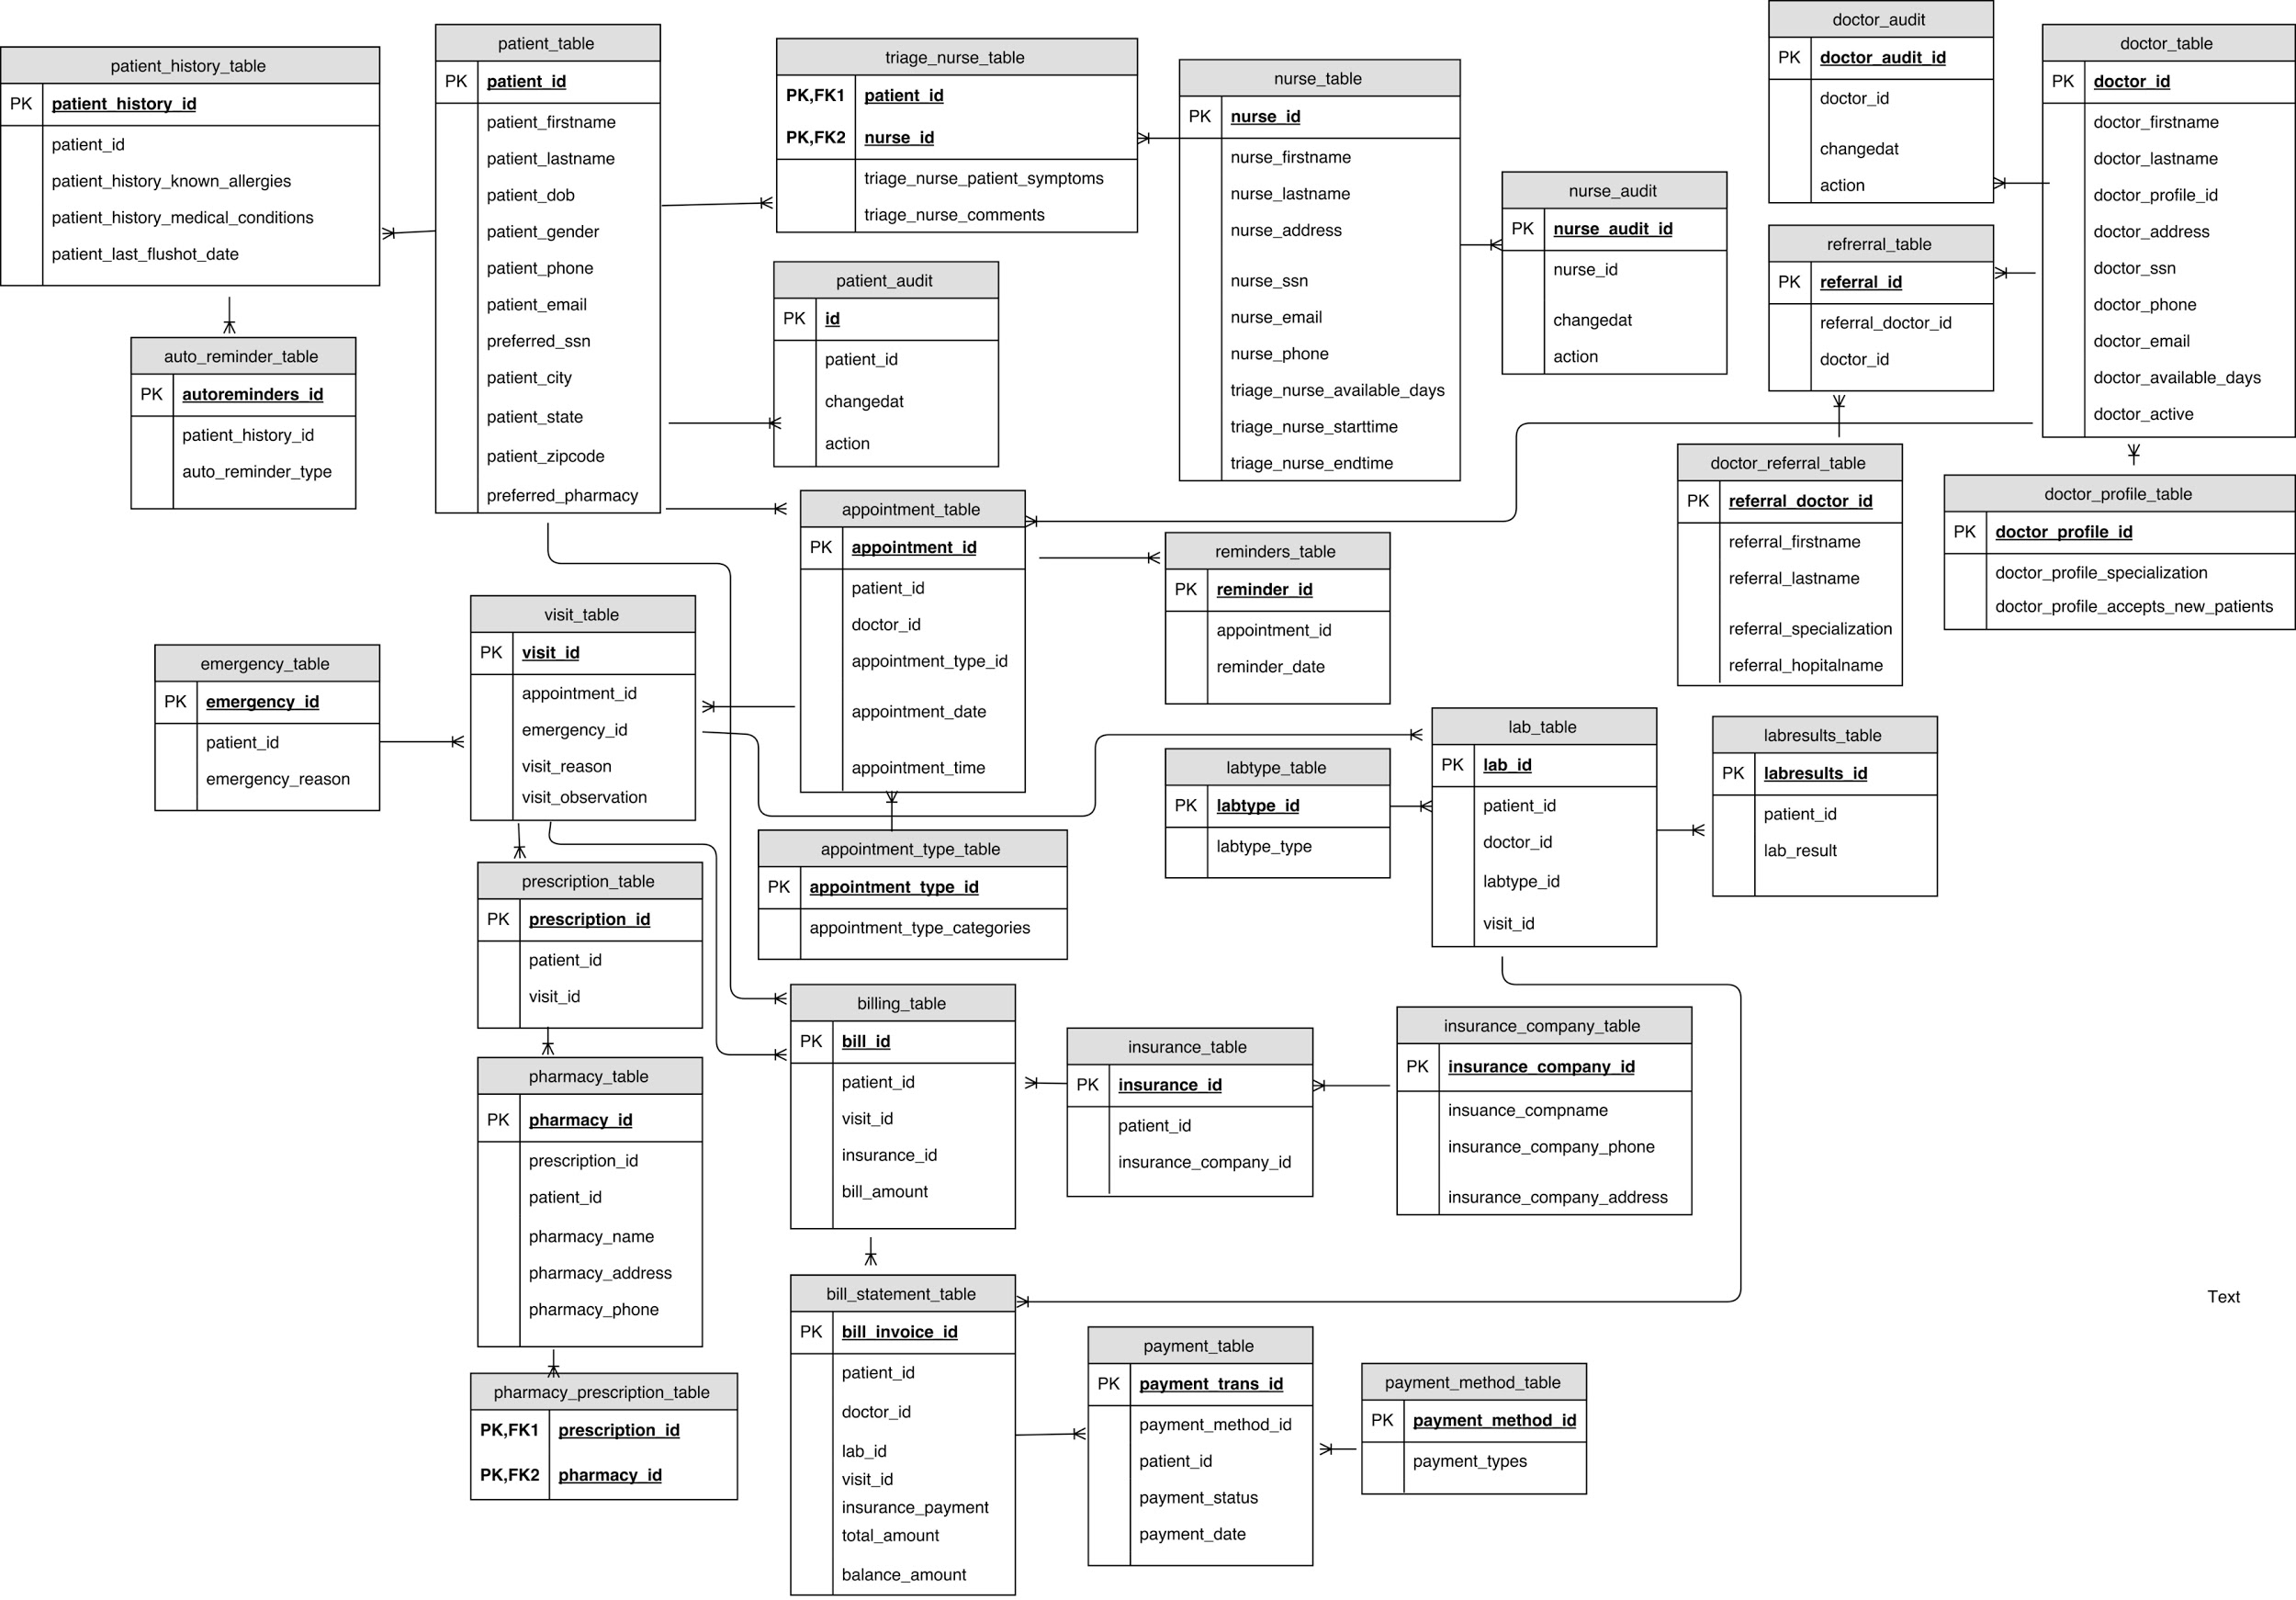 patient_history_table
PK patient_history_id
patient_id
patient_history_known_allergies
patient_history_medical_conditions
patient_last_flushot_date
auto_reminder_table
PK autoreminders_id
patient_history_id
auto_reminder_type
patient_table
PK patient_id
patient_firstname
patient_lastname
patient_dob
patient_gender
patient_phone
patient_email
preferred_ssn
patient_city
patient_state
patient_zipcode
preferred_pharmacy
triage_nurse_table
PK,FK1 patient_id
PK,FK2 nurse_id
triage_nurse_patient_symptoms
triage_nurse_comments
patient_audit
PK id
patient_id
changedat
action
nurse_table
PK nurse_id
nurse_firstname
nurse_lastname
nurse_address
nurse_ssn
nurse_email
nurse_phone
triage_nurse_available_days
triage_nurse_starttime
triage_nurse_endtime
nurse_audit
PK nurse_audit_id
nurse_id
changedat
action
doctor_audit
PK doctor_audit_id
doctor_id
changedat
action
refrerral_table
PK referral_id
referral_doctor_id
doctor_id
doctor_table
PK doctor_id
doctor_firstname
doctor_lastname
doctor_profile_id
doctor_address
doctor_ssn
doctor_phone
doctor_email
doctor_available_days
doctor_active
doctor_referral_table
PK referral_doctor_id
referral_firstname
referral_lastname
referral_specialization
referral_hopitalname
doctor_profile_table
PK doctor_profile_id
doctor_profile_specialization
doctor_profile_accepts_new_patients
appointment_table
PK appointment_id
patient_id
doctor_id
appointment_type_id
appointment_date
appointment_time
reminders_table
PK reminder_id
appointment_id
reminder_date
emergency_table
PK emergency_id
patient_id
emergency_reason
visit_table
PK visit_id
appointment_id
emergency_id
visit_reason
visit_observation
appointment_type_table
PK appointment_type_id
appointment_type_categories
labtype_table
PK labtype_id
labtype_type
lab_table
PK lab_id
patient_id
doctor_id
labtype_id
visit_id
labresults_table
PK labresults_id
patient_id
lab_result
prescription_table
PK prescription_id
patient_id
visit_id
pharmacy_table
PK pharmacy_id
prescription_id
patient_id
pharmacy_name
pharmacy_address
pharmacy_phone
pharmacy_prescription_table
PK,FK1 prescription_id
PK,FK2 pharmacy_id
billing_table
PK bill_id
patient_id
visit_id
insurance_id
bill_amount
insurance_table
PK insurance_id
patient_id
insurance_company_id
insurance_company_table
PK insurance_company_id
insuance_compname
insurance_company_phone
insurance_company_address
bill_statement_table
PK bill_invoice_id
patient_id
doctor_id
lab_id
visit_id
insurance_payment
total_amount
balance_amount
payment_table
PK payment_trans_id
payment_method_id
patient_id
payment_status
payment_date
payment_method_table
PK payment_method_id
payment_types
Text